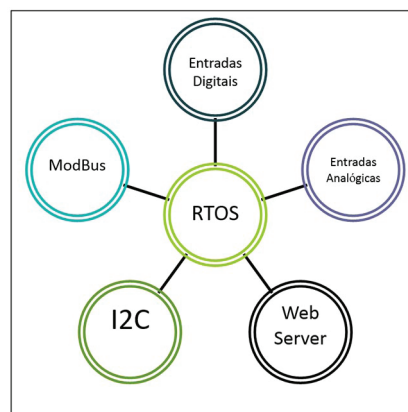 Entradas
Digitais
ModBus
Entradas
Analógicas
RTOS
I2C
Web
Server